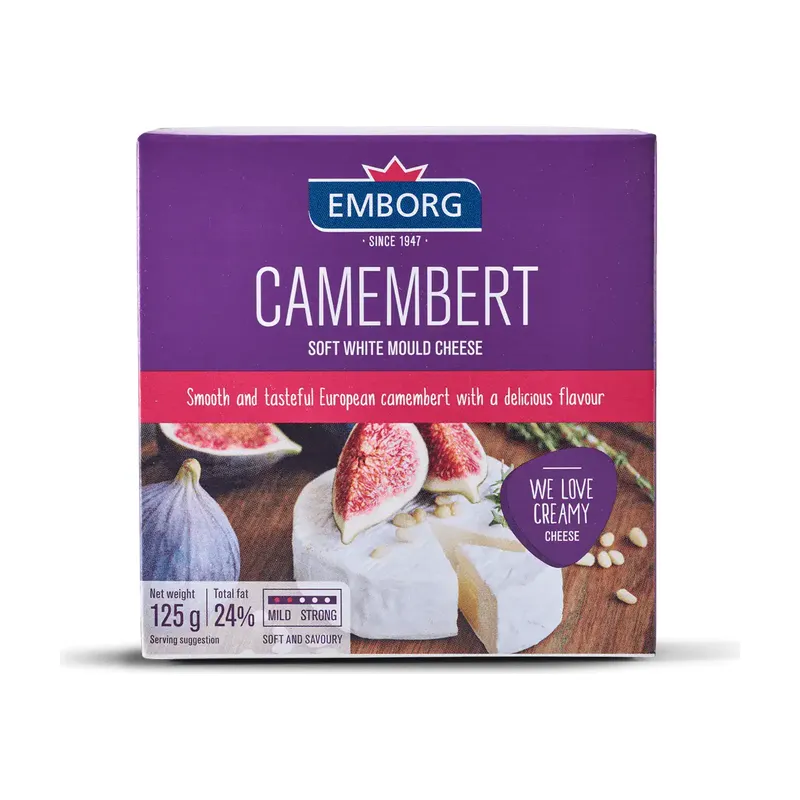 EMBORG
· SINCE 1947 ·
CAMEMBERT
SOFT WHITE MOULD CHEESE
Smooth and tasteful European camembert with a delicious flavour
WE LOVE
CREAMY
CHEESE
Net weight
125 g
Total fat
24%
MILD STRONG
Serving suggestion
SOFT AND SAVOURY